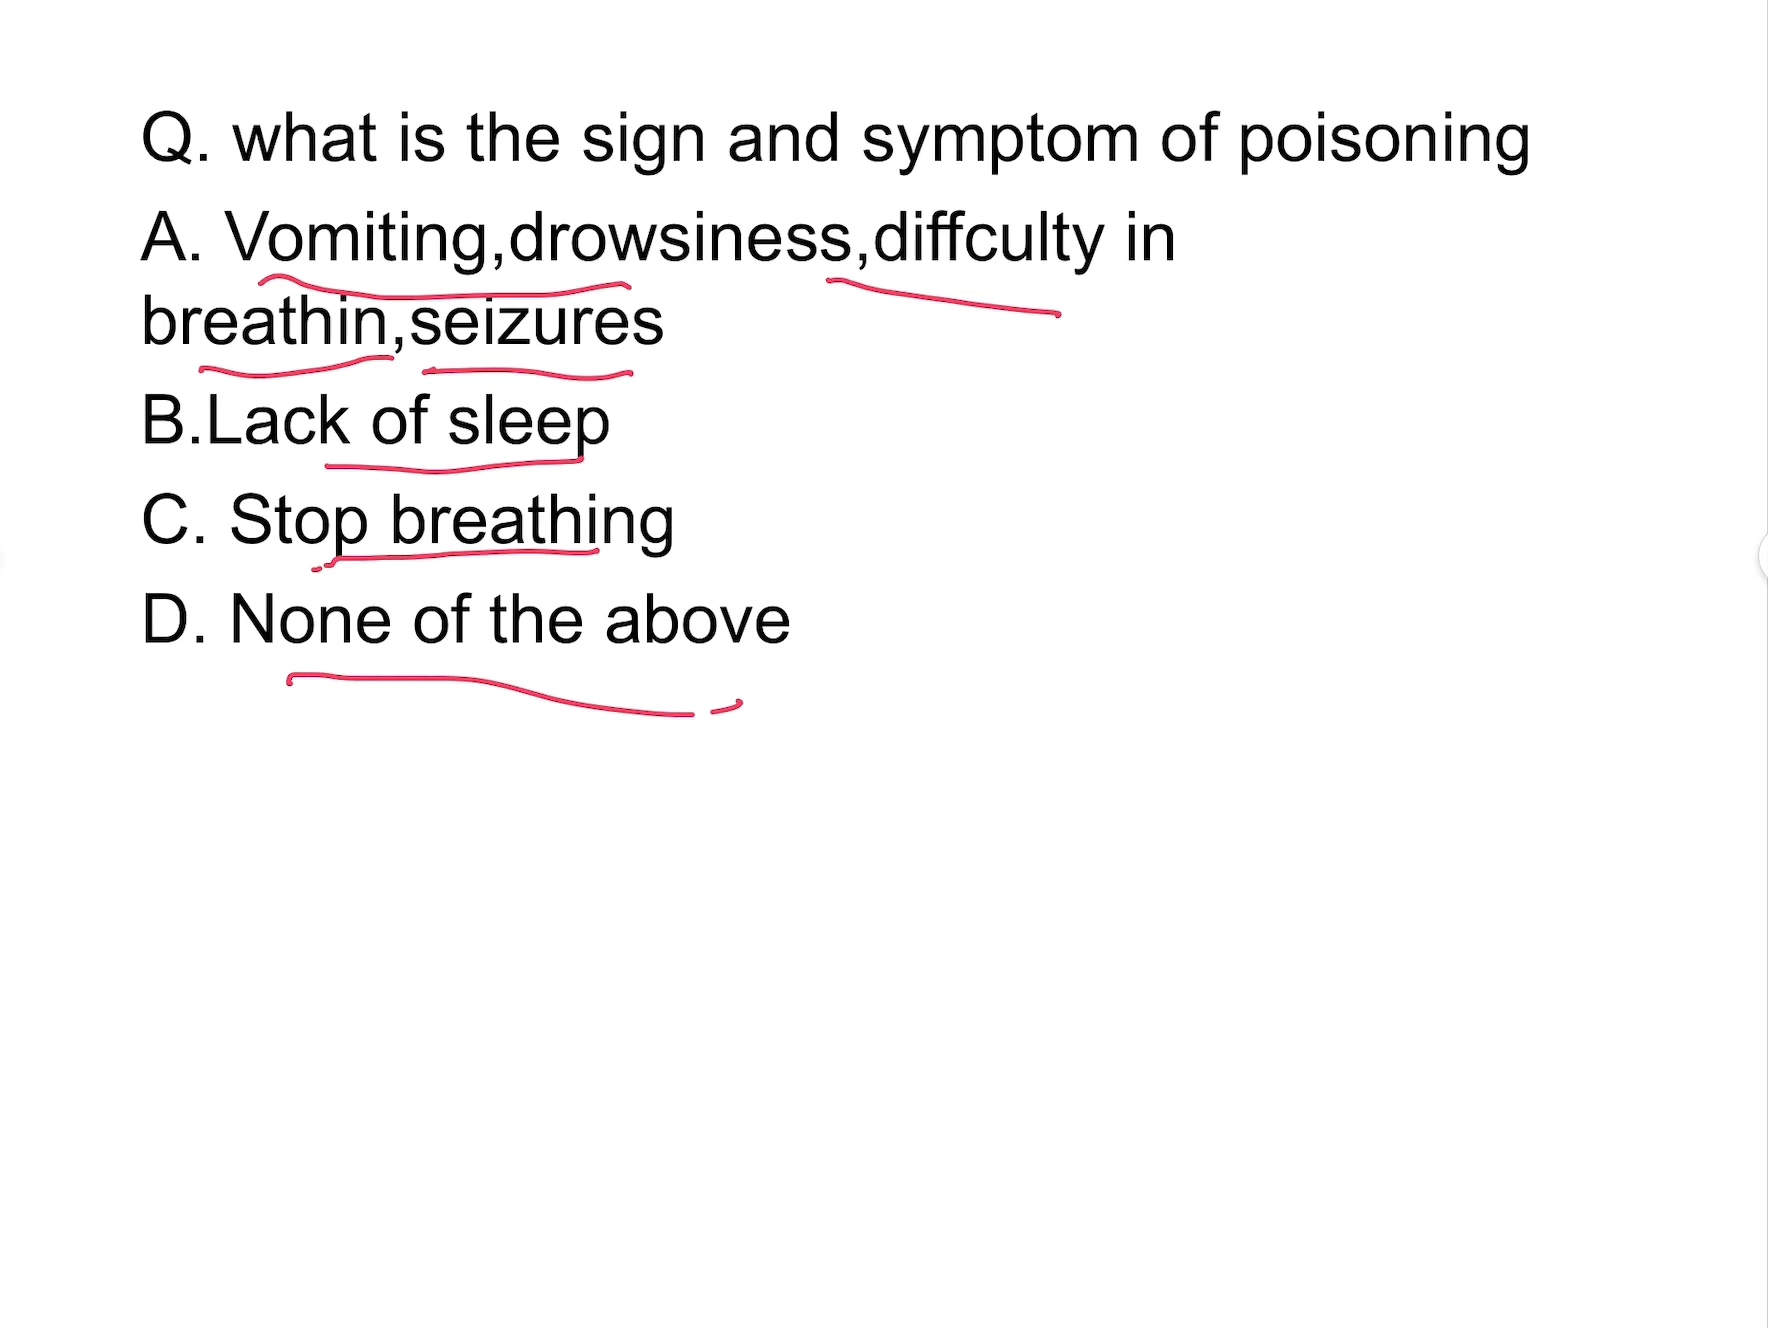 Q. what is the sign and symptom of poisoning
A. Vomiting,drowsiness,diffculty in
breathin,seizures
B.Lack of sleep
C. Stop breathing
D. None of the above